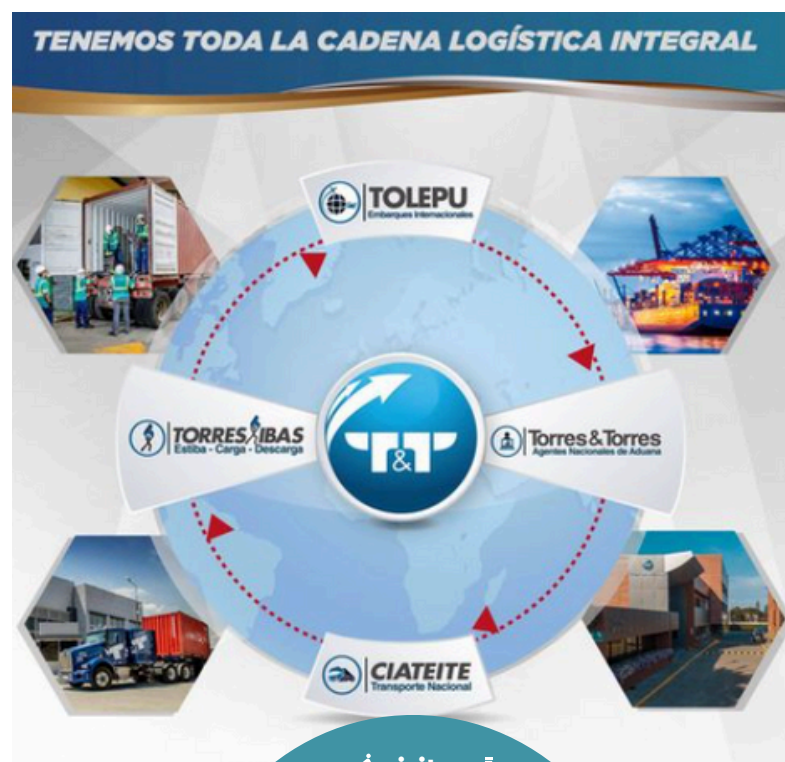 TENEMOS TODA LA CADENA LOGÍSTICA INTEGRAL
TOLEPU
Embarques Internacionales
TORRES IBAS
Estiba - Carga - Descarga
T&T
Torres & Torres
Agentes Nacionales de Aduana
CIATEITE
Transporte Nacional